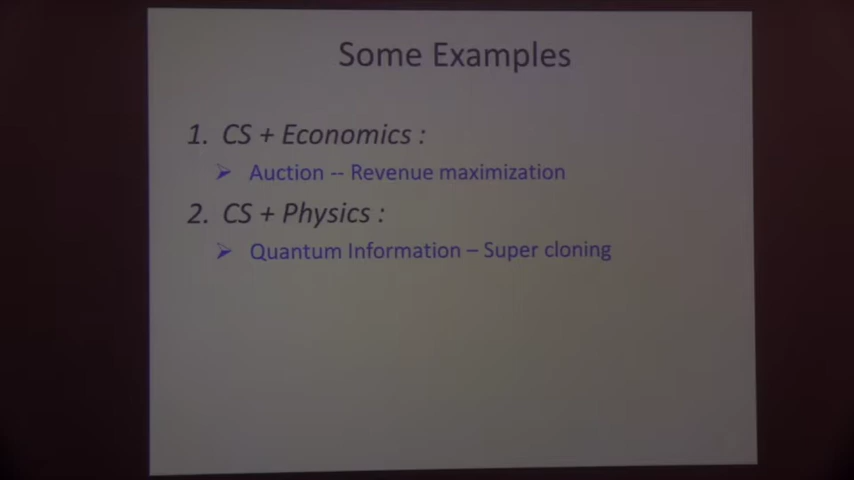 Some Examples
1. CS + Economics :
➢ Auction -- Revenue maximization
2. CS + Physics :
➢ Quantum Information – Super cloning